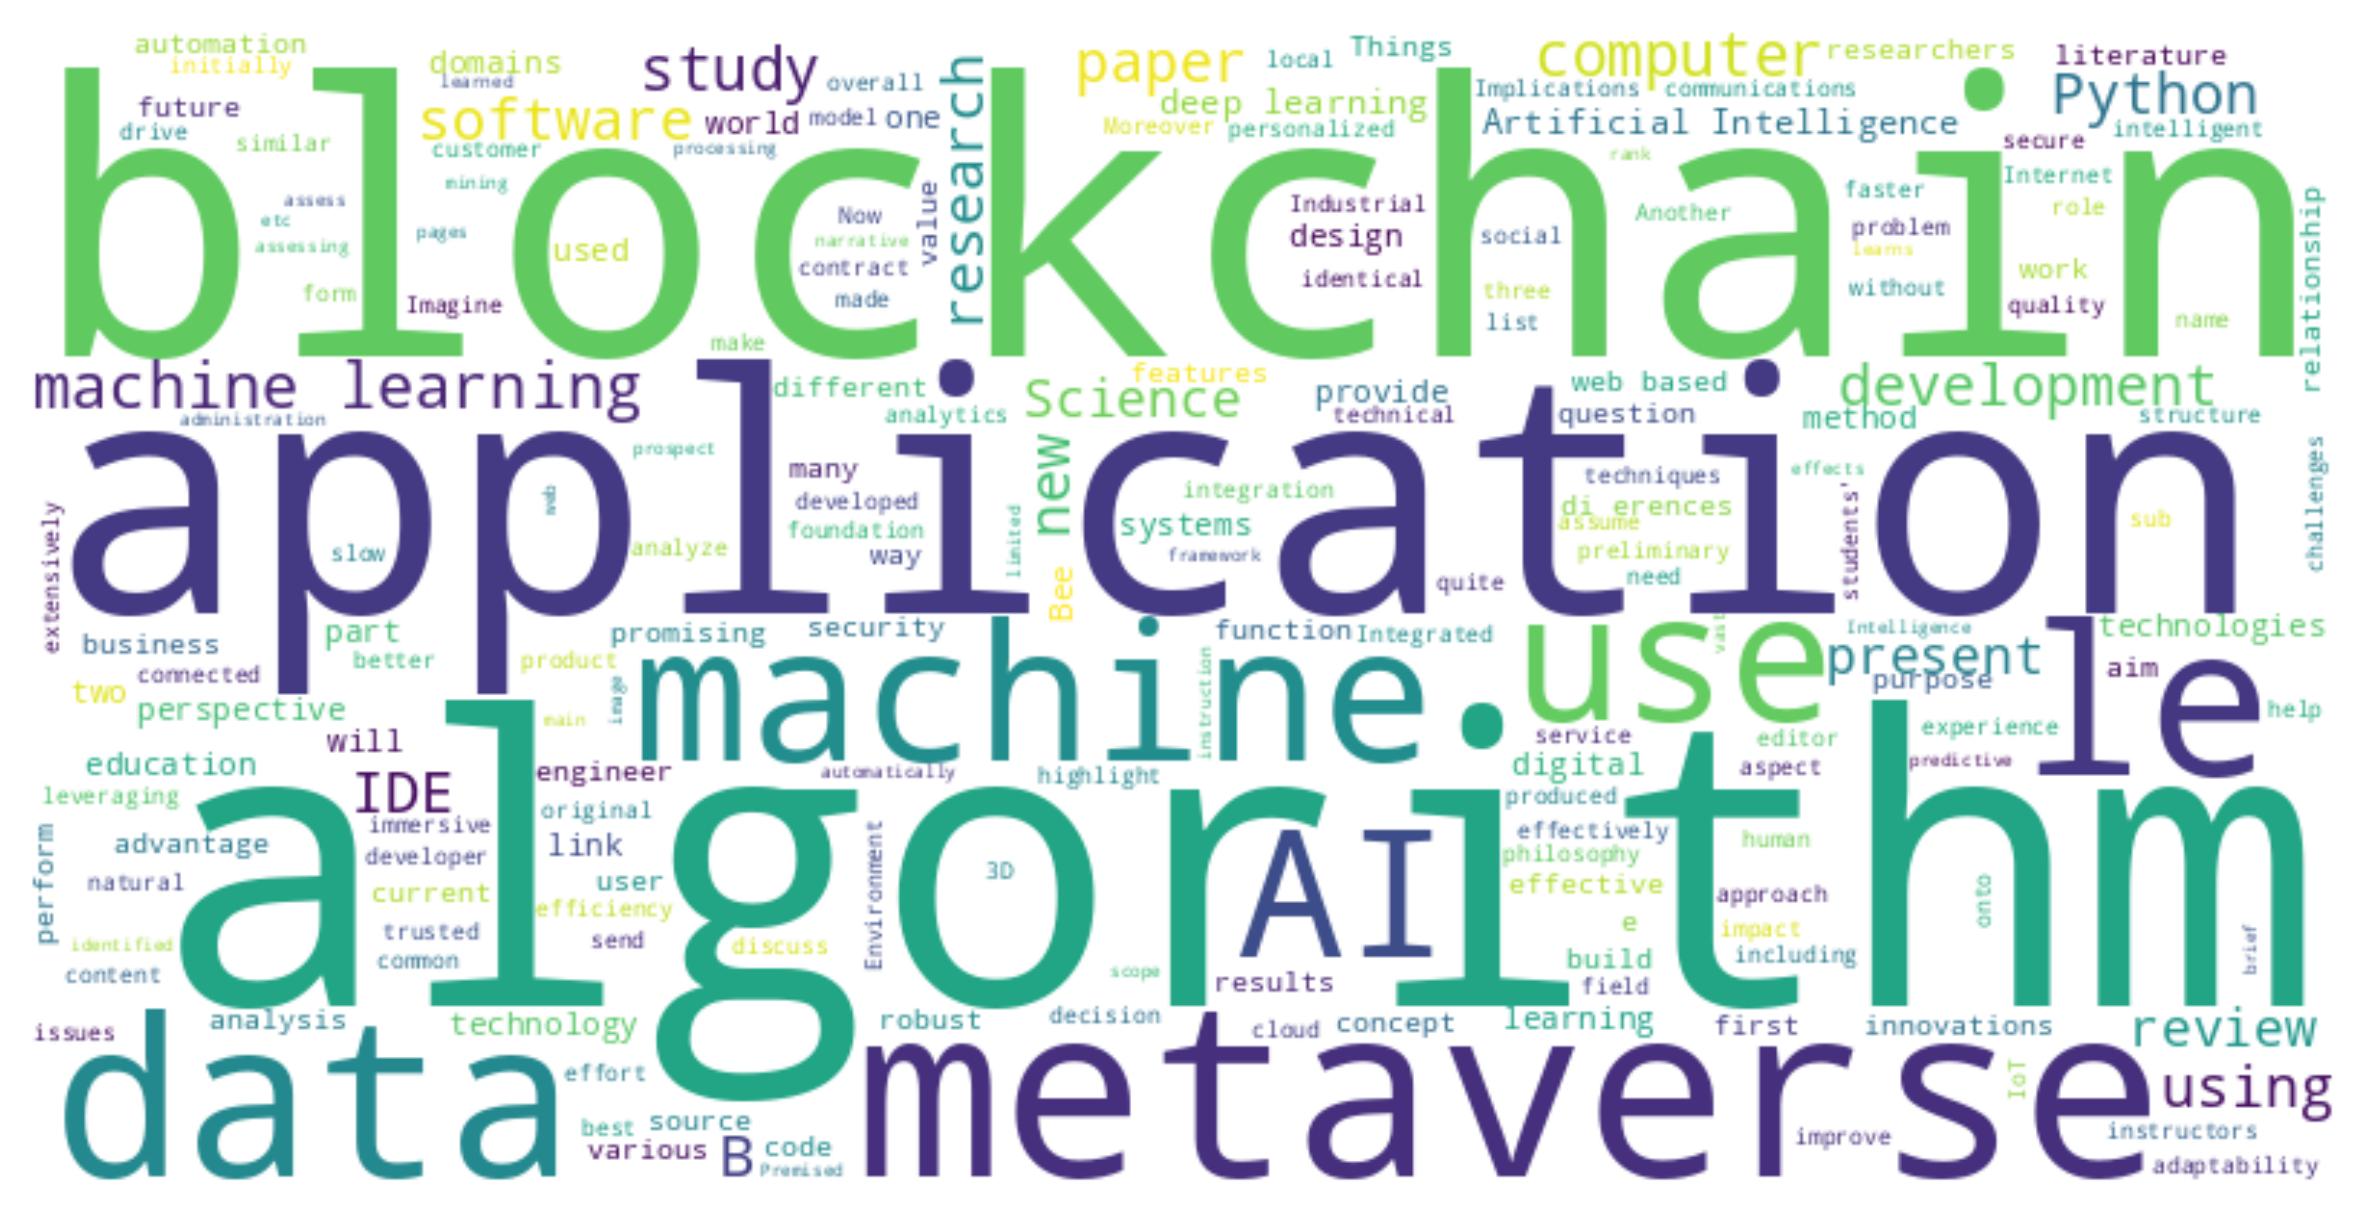 automation
initially
domains
learned
study
overall
paper
local
Things
computer
researchers
literature
future
drive
similar
software
customer
world
processing
model
one
research
deep learning
Moreover
personalized
Implications
communications
Artificial Intelligence
rank
Python
intelligent
secure
blockchain
assess
etc
assessing
form
mining
pages
Imagine
used
Now
narrative
contract
made
value
Industrial
design
identical
social
three
list
Another
faster
problem
learns
without
Internet
role
work
quality
name
relationship
make
machine learning
administration
different
analytics
Science
features
provide
technical
web based
question
development
method
structure
application
extensively
web
slow
prospect
analyze
many
developed
foundation
way
limited
new
Bee
integration
systems
framework
quite
techniques
di erences
assume
preliminary
need
effects
students'
sub
challenges
business
connected
two
perspective
part
better
product
main
image
promising
security
machine
function
Integrated
instruction
use
vast
Intelligence
present
purpose
le
technologies
aim
help
education
leveraging
will
IDE
engineer
automatically
highlight
service
digital
produced
editor
aspect
experience
predictive
algorithm
perform
advantage
natural
identified
content
immersive
developer
current
trusted
common
original
link
user
efficiency
send
discuss
Environment
3D
scope
AI
results
effectively
philosophy
effective
e
build
field
human
approach
impact
including
onto
brief
issues
analysis
technology
robust
decision
cloud
concept
learning
first
innovations
review
data
effort
best
source
various
B
code
Premised
metaverse
improve
IoT
using
instructors
adaptability